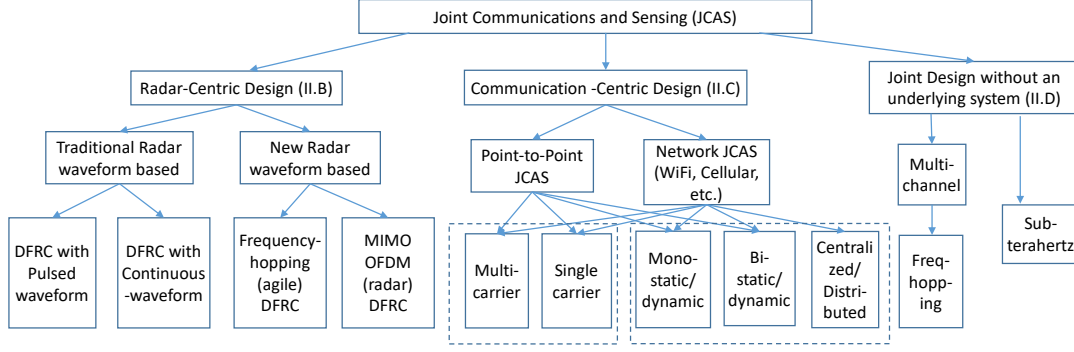 Joint Communications and Sensing (JCAS)
Radar-Centric Design (II.B)
Communication -Centric Design (II.C)
Joint Design without an
underlying system (II.D)
Traditional Radar
waveform based
New Radar
waveform based
Point-to-Point
JCAS
Network JCAS
(WiFi, Cellular,
etc.)
Multi-
channel
DFRC with
Pulsed
waveform
DFRC with
Continuous
-waveform
Frequency-
hopping
(agile)
DFRC
MIMO
OFDM
(radar)
DFRC
Multi-
carrier
Single
carrier
Mono-
static/
dynamic
Bi-
static/
dynamic
Centrali
zed/
Distrib
uted
Freq-
hopp-
ing
Sub-
terahertz